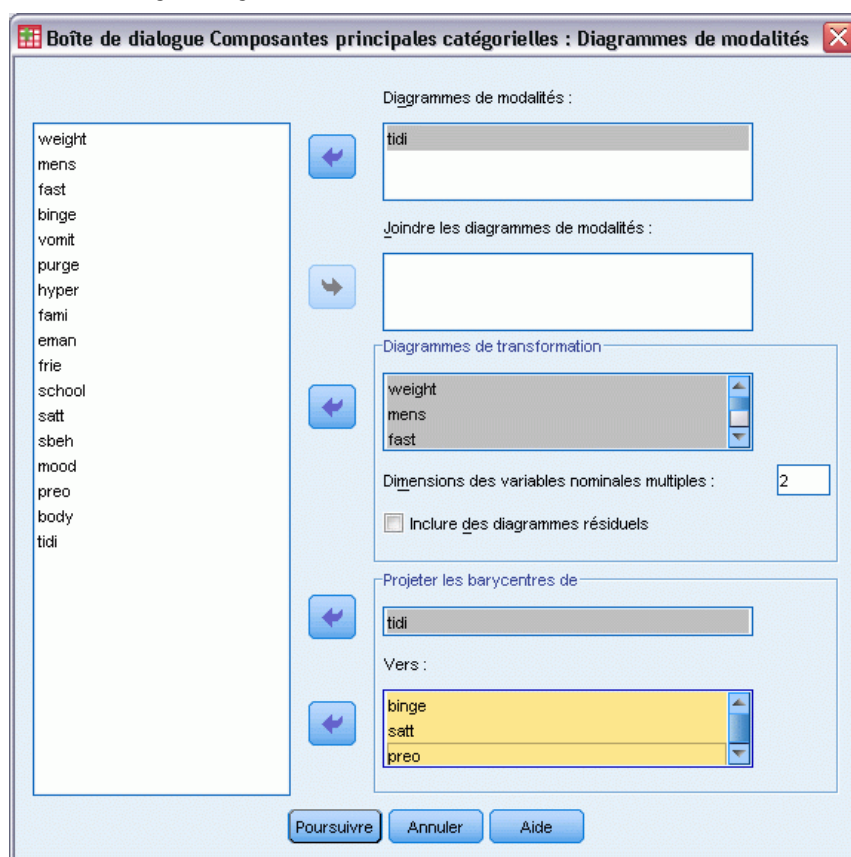 Boîte de dialogue Composantes principales catégorielles : Diagrammes de modalités
weight
mens
fast
binge
vomit
purge
hyper
fami
eman
frie
school
satt
sbeh
mood
preo
body
tidi
Diagrammes de modalités :
tidi
Joindre les diagrammes de modalités :
Diagrammes de transformation
weight
mens
fast
Dimensions des variables nominales multiples :
2
Inclure des diagrammes résiduels
Projeter les barycentres de
tidi
Vers :
binge
satt
preo
Poursuivre
Annuler
Aide